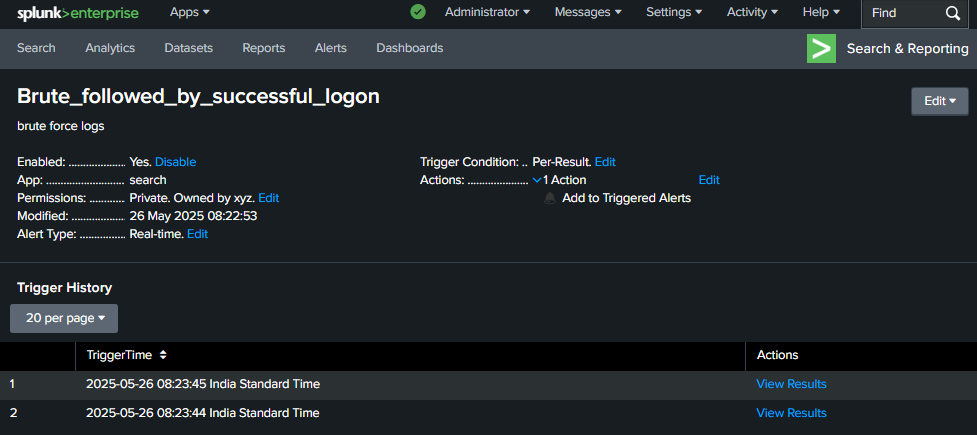 splunk>enterprise Apps ▾ Administrator ▾ Messages ▾ Settings ▾ Activity ▾ Help ▾ Find
Search Analytics Datasets Reports Alerts Dashboards > Search & Reporting
Brute_followed_by_successful_logon Edit ▾
brute force logs
Enabled: ................... Yes. Disable Trigger Condition: .. Per-Result. Edit
App: ........................... search Actions: .................... 1 Action Edit
Permissions: ............. Private. Owned by xyz. Edit Add to Triggered Alerts
Modified: .................. 26 May 2025 08:22:53
Alert Type: ................ Real-time. Edit
Trigger History
20 per page ▾
TriggerTime Actions
1 2025-05-26 08:23:45 India Standard Time View Results
2 2025-05-26 08:23:44 India Standard Time View Results